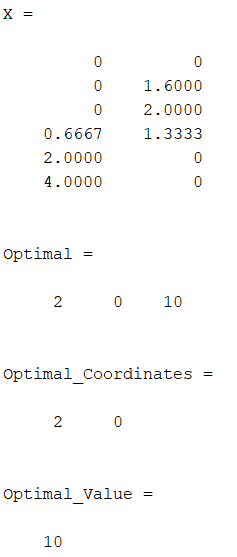 X =
0 0
0 1.6000
0 2.0000
0.6667 1.3333
2.0000 0
4.0000 0
Optimal =
2 0 10
Optimal_Coordinates =
2 0
Optimal_Value =
10